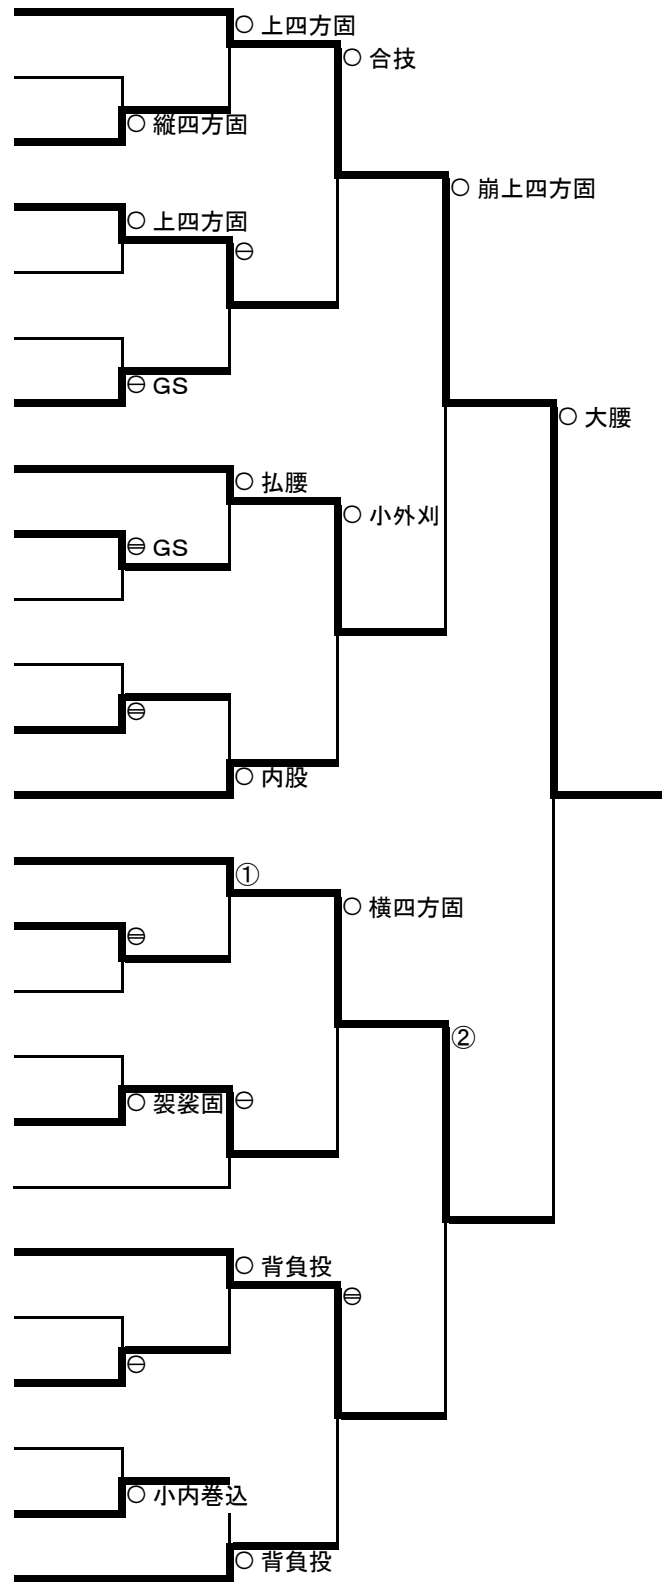 ○ 上四方固
○ 合技
○ 縦四方固
○ 崩上四方固
○ 上四方固
⊖
⊖ GS
○ 大腰
○ 払腰
○ 小外刈
⊜ GS
⊜
○ 内股
①
○ 横四方固
⊜
②
○ 袈裟固
⊖
○ 背負投
⊜
⊖
○ 小内巻込
○ 背負投